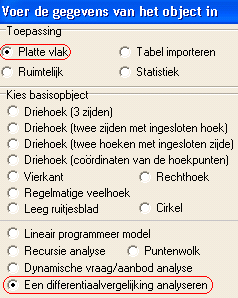 Voer de gegevens van het object in
Toepassing
Platte vlak Tabel importeren
Ruimtelijk Statistiek
Kies basisobject
Driehoek (3 zijden)
Driehoek (twee zijden met ingesloten hoek)
Driehoek (twee hoeken met ingesloten zijde)
Driehoek (coördinaten van de hoekpunten)
Vierkant Rechthoek
Regelmatige veelhoek
Leeg ruitjesblad Cirkel
Lineair programmeer model
Recursie analyse Puntenwolk
Dynamische vraag/aanbod analyse
Een differentiaalvergelijking analyseren